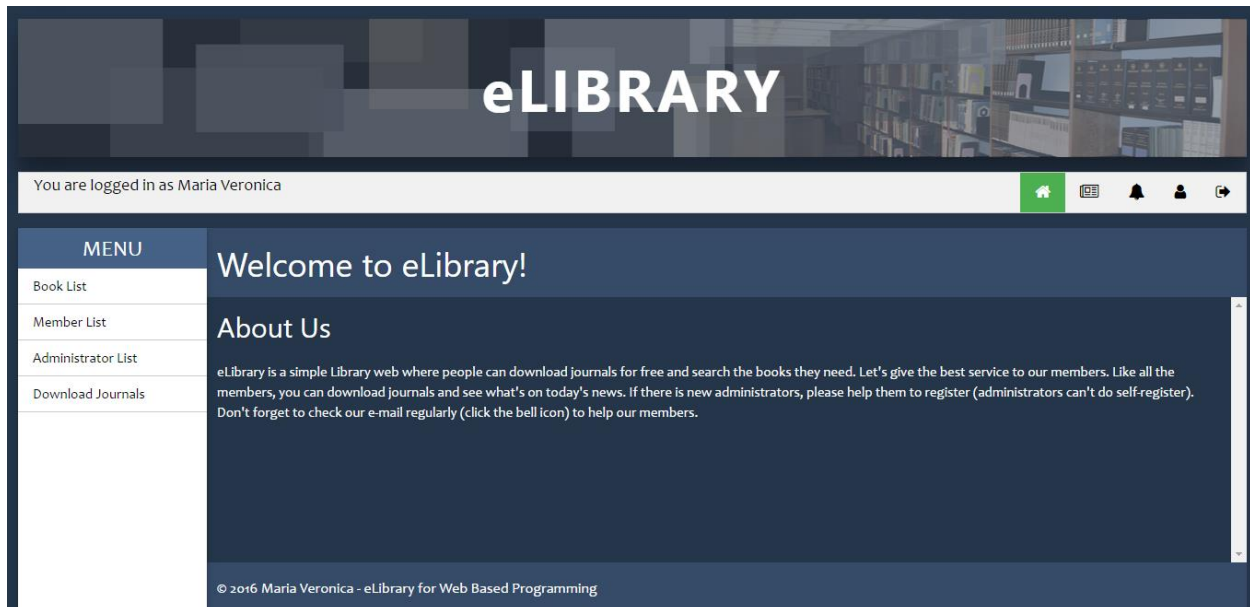 eLIBRARY
You are logged in as Maria Veronica
MENU
Book List
Member List
Administrator List
Download Journals
Welcome to eLibrary!
About Us
eLibrary is a simple Library web where people can download journals for free and search the books they need. Let's give the best service to our members. Like all the
members, you can download journals and see what's on today's news. If there is new administrators, please help them to register (administrators can't do self-register).
Don't forget to check our e-mail regularly (click the bell icon) to help our members.
© 2016 Maria Veronica - eLibrary for Web Based Programming